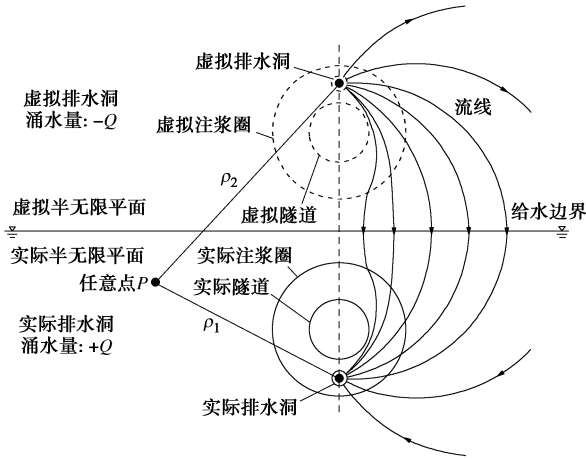 虚拟排水洞
虚拟排水洞
涌水量:-Q
虚拟注浆圈
流线
ρ2
虚拟隧道
虚拟半无限平面
给水边界
实际半无限平面
实际注浆圈
任意点P
实际隧道
ρ1
实际排水洞
涌水量:+Q
实际排水洞